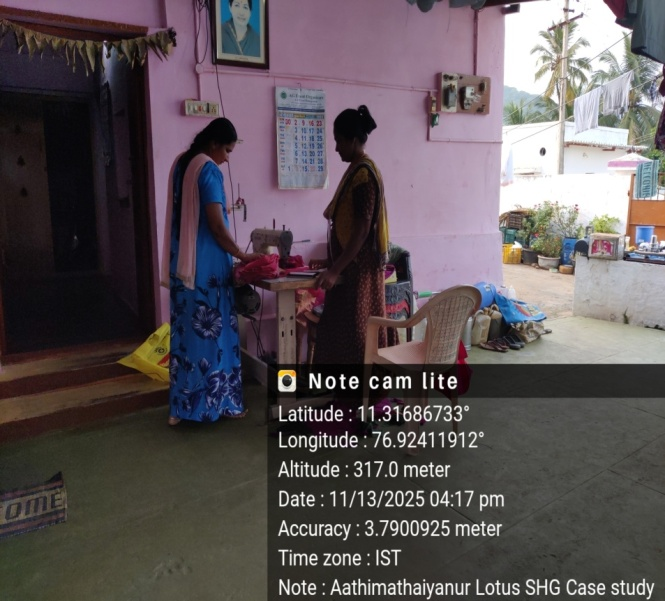 OME
Note cam lite
Latitude : 11.31686733°
Longitude : 76.92411912°
Altitude : 317.0 meter
Date : 11/13/2025 04:17 pm
Accuracy : 3.7900925 meter
Time zone : IST
Note : Aathimathaiyanur Lotus SHG Case study